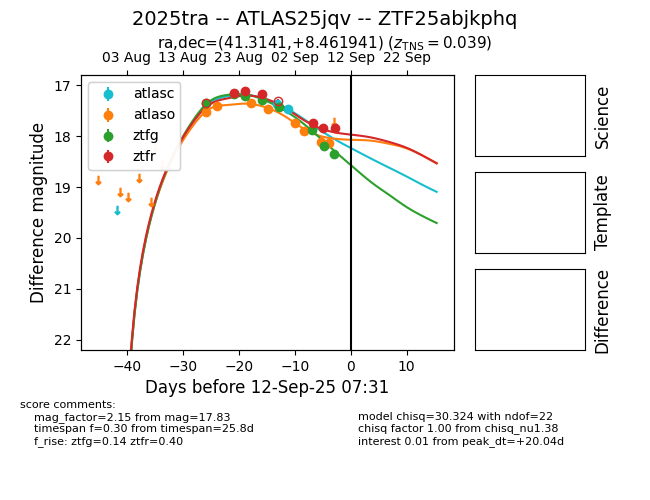 2025tra -- ATLAS25jqv -- ZTF25abjkphq
ra,dec=(41.3141,+8.461941) (z_TNS = 0.039)
03 Aug 13 Aug 23 Aug 02 Sep 12 Sep 22 Sep
17
18
19
20
21
22
Difference magnitude
atlasc
atlaso
ztfg
ztfr
−40 −30 −20 −10 0 10
Days before 12-Sep-25 07:31
Science
Template
Difference
score comments:
mag_factor=2.15 from mag=17.83
timespan f=0.30 from timespan=25.8d
f_rise: ztfg=0.14 ztfr=0.40
model chisq=30.324 with ndof=22
chisq factor 1.00 from chisq_nu1.38
interest 0.01 from peak_dt=+20.04d